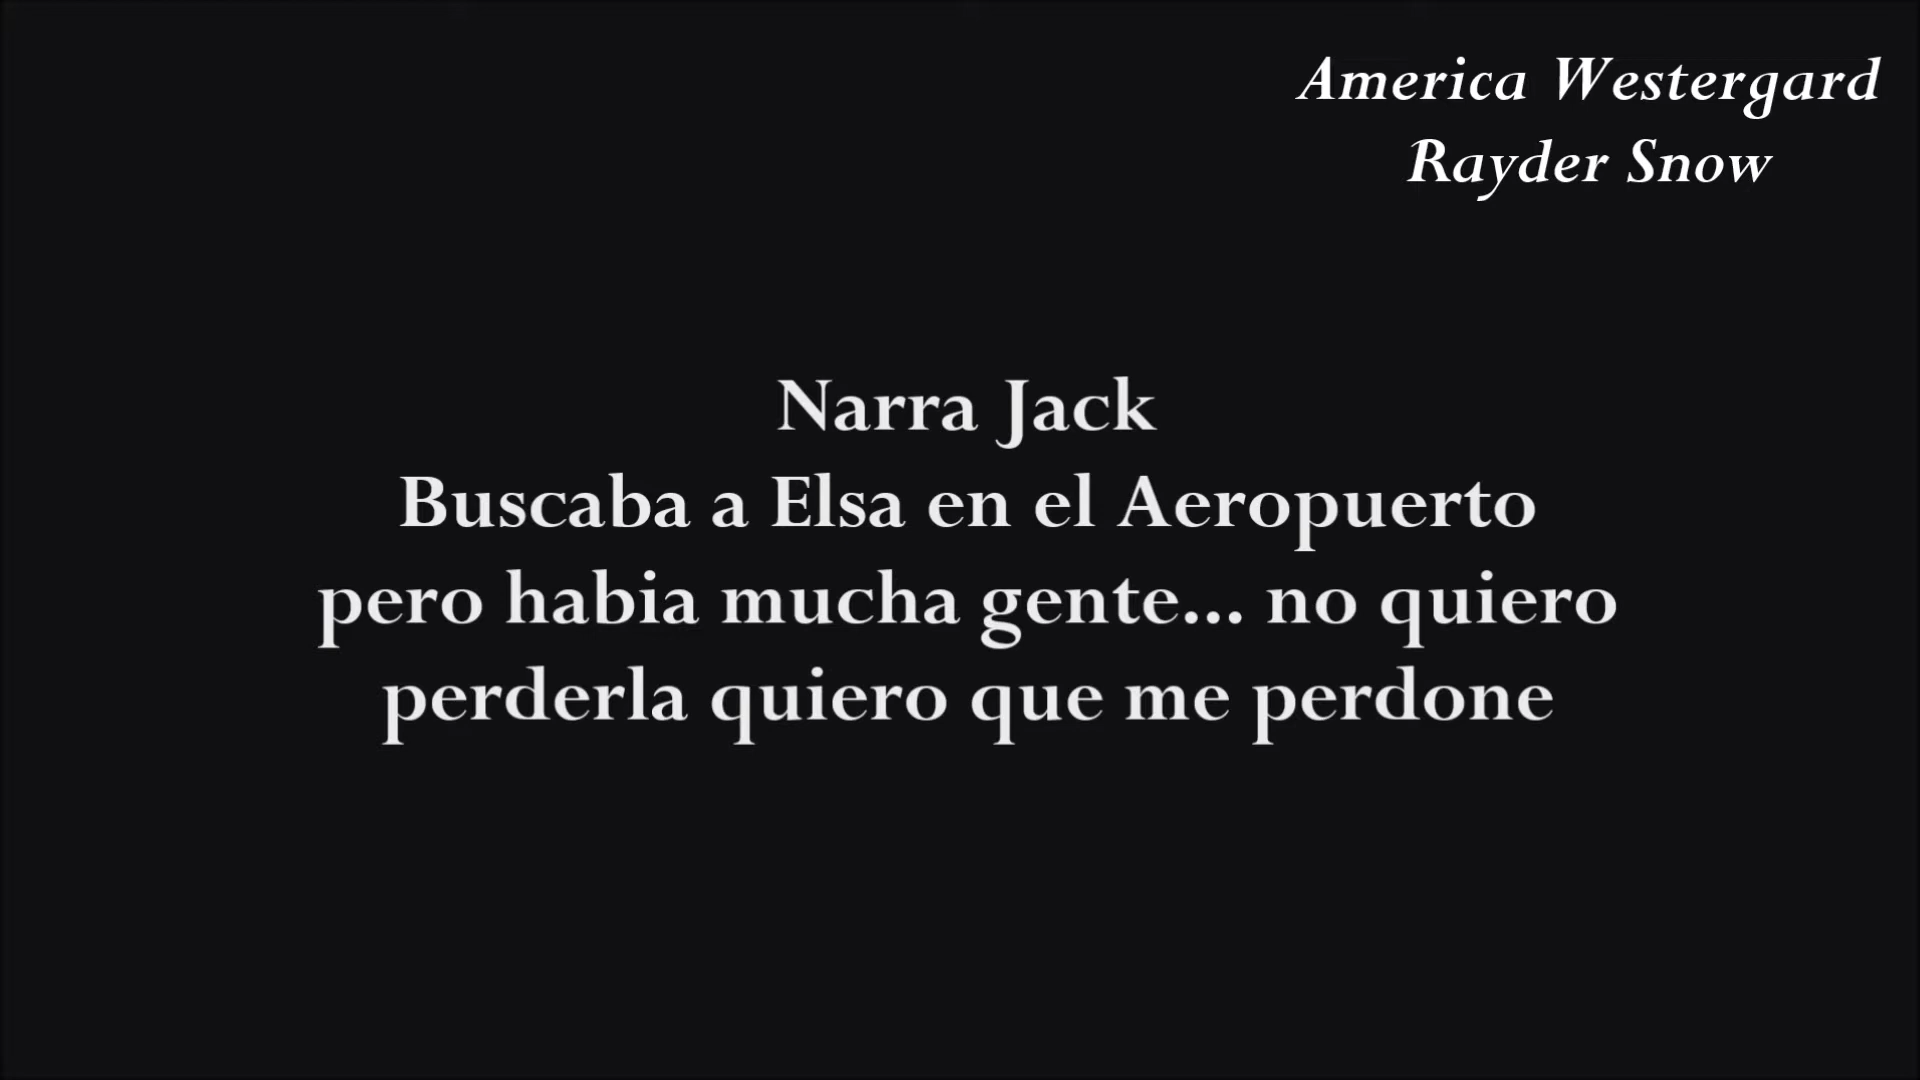 America Westergard
Rayder Snow
Narra Jack
Buscaba a Elsa en el Aeropuerto
pero habia mucha gente... no quiero
perderla quiero que me perdone